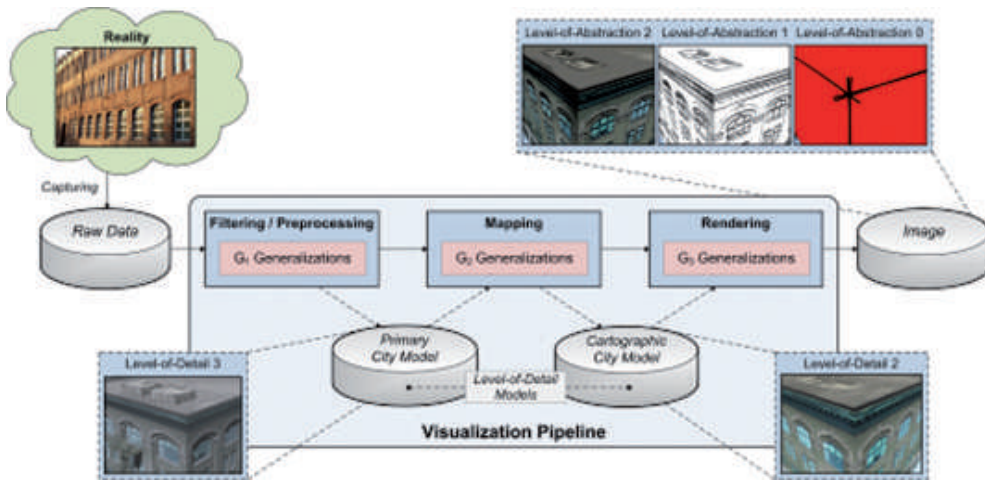 Reality
Level-of-Abstraction 2
Level-of-Abstraction 1
Level-of-Abstraction 0
Capturing
Raw Data
Filtering / Preprocessing
G₁ Generalizations
Mapping
G₂ Generalizations
Rendering
G₃ Generalizations
Image
Level-of-Detail 3
Primary
City Model
Level-of-Detail
Models
Cartographic
City Model
Level-of-Detail 2
Visualization Pipeline